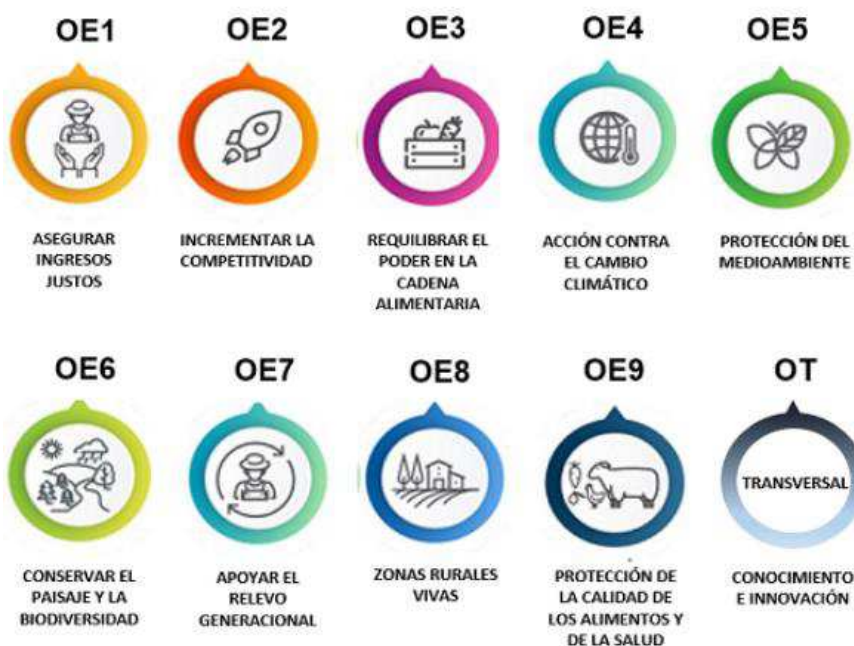 OE1
OE2
OE3
OE4
OE5
ASEGURAR
INGRESOS
JUSTOS
INCREMENTAR LA
COMPETITIVIDAD
REQUILIBRAR EL
PODER EN LA
CADENA
ALIMENTARIA
ACCIÓN CONTRA
EL CAMBIO
CLIMÁTICO
PROTECCIÓN DEL
MEDIOAMBIENTE
OE6
OE7
OE8
OE9
OT
TRANSVERSAL
CONSERVAR EL
PAISAJE Y LA
BIODIVERSIDAD
APOYAR EL
RELEVO
GENERACIONAL
ZONAS RURALES
VIVAS
PROTECCIÓN DE
LA CALIDAD DE
LOS ALIMENTOS Y
DE LA SALUD
CONOCIMIENTO
E INNOVACIÓN